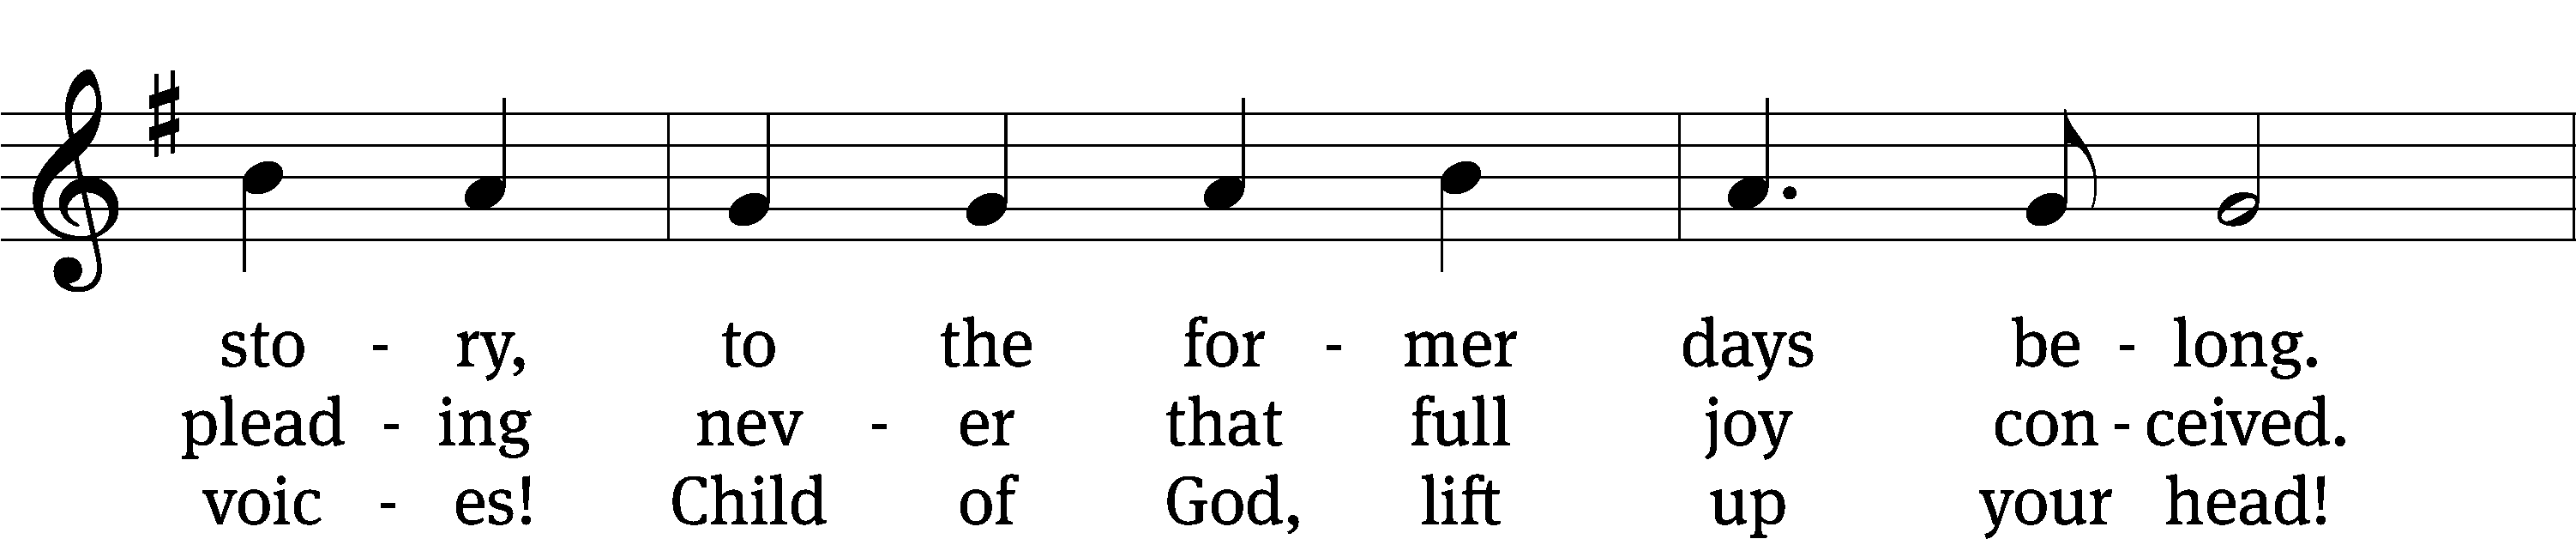 sto - ry, to the for - mer days be - long.
plead - ing nev - er that full joy con - ceived.
voic - es! Child of God, lift up your head!